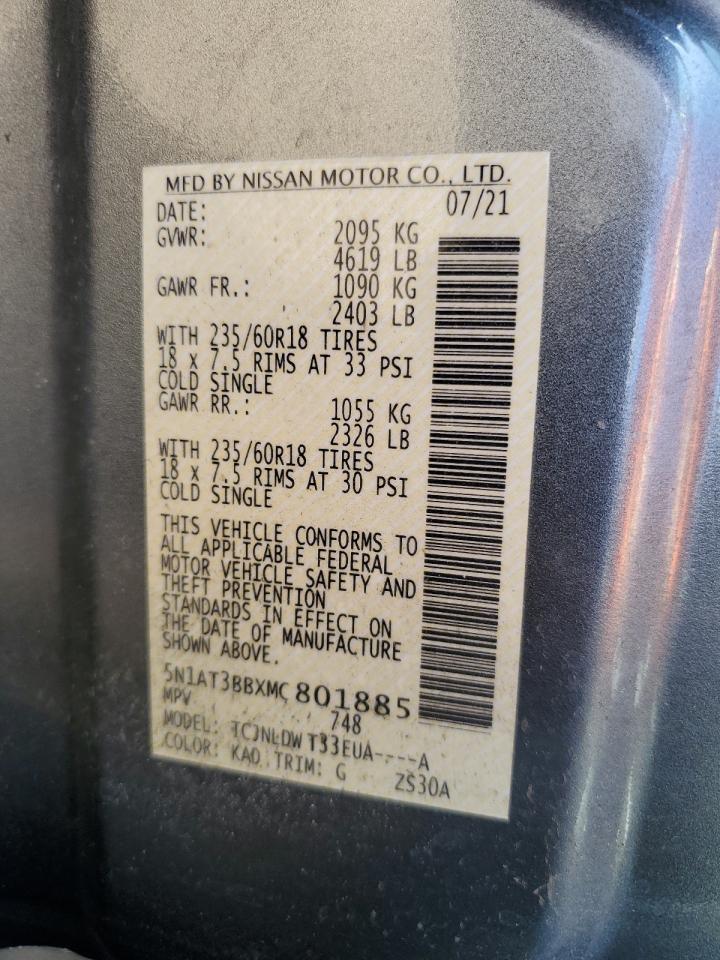 MFD BY NISSAN MOTOR CO., LTD.
DATE: 07/21
GVWR: 2095 KG
4619 LB
GAWR FR.: 1090 KG
2403 LB
WITH 235/60R18 TIRES
18 x 7.5 RIMS AT 33 PSI
COLD SINGLE
GAWR RR.: 1055 KG
2326 LB
WITH 235/60R18 TIRES
18 x 7.5 RIMS AT 30 PSI
COLD SINGLE
THIS VEHICLE CONFORMS TO
ALL APPLICABLE FEDERAL
MOTOR VEHICLE SAFETY AND
THEFT PREVENTION
STANDARDS IN EFFECT ON
THE DATE OF MANUFACTURE
SHOWN ABOVE.
5N1AT3BBXMC801885
MPV 748
MODEL: TCJNLDW T33EUA----A
COLOR: KAD TRIM: G ZS30A